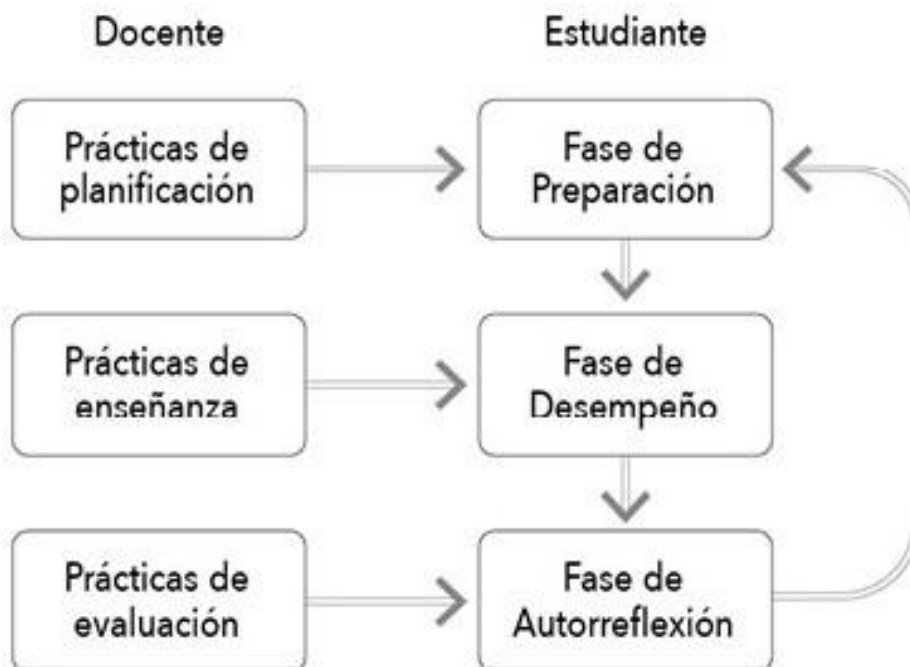 Docente
Estudiante
Prácticas de
planificación
Fase de
Preparación
Prácticas de
enseñanza
Fase de
Desempeño
Prácticas de
evaluación
Fase de
Autorreflexión